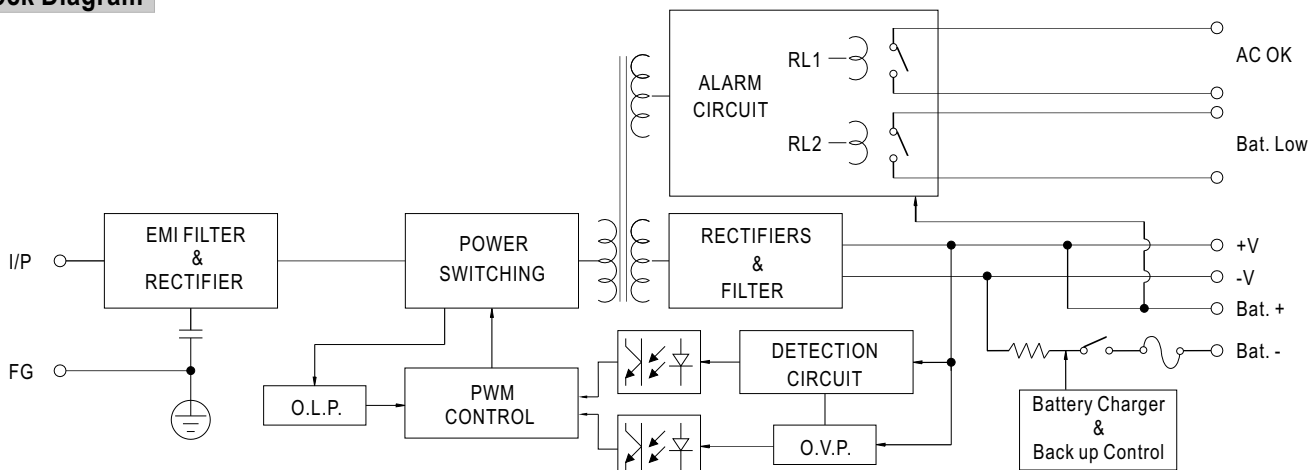 Diagram
RL1
AC OK
ALARM
CIRCUIT
RL2
Bat. Low
I/P
EMI FILTER
&
RECTIFIER
POWER
SWITCHING
RECTIFIERS
&
FILTER
+V
-V
Bat. +
Bat. -
FG
O.L.P.
PWM
CONTROL
DETECTION
CIRCUIT
O.V.P.
Battery Charger
&
Back up Control